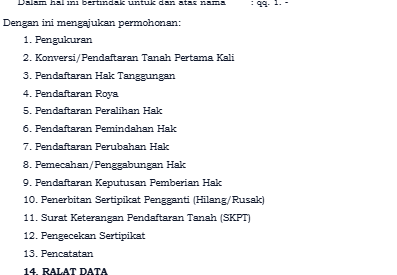 Dalam hal ini bertindak untuk dan atas nama : qq. 1. -
Dengan ini mengajukan permohonan:
1. Pengukuran
2. Konversi/Pendaftaran Tanah Pertama Kali
3. Pendaftaran Hak Tanggungan
4. Pendaftaran Roya
5. Pendaftaran Peralihan Hak
6. Pendaftaran Pemindahan Hak
7. Pendaftaran Perubahan Hak
8. Pemecahan/Penggabungan Hak
9. Pendaftaran Keputusan Pemberian Hak
10. Penerbitan Sertipikat Pengganti (Hilang/Rusak)
11. Surat Keterangan Pendaftaran Tanah (SKPT)
12. Pengecekan Sertipikat
13. Pencatatan
14. RALAT DATA